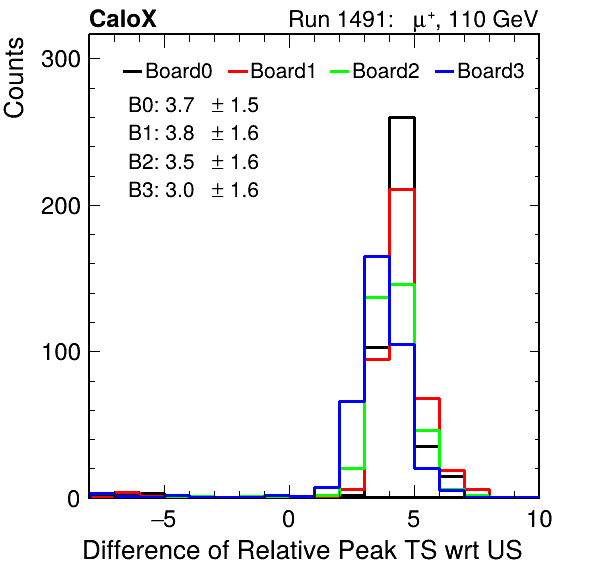 CaloX Run 1491: μ⁺, 110 GeV
Counts
300
200
100
0
Board0 Board1 Board2 Board3
B0: 3.7 ± 1.5
B1: 3.8 ± 1.6
B2: 3.5 ± 1.6
B3: 3.0 ± 1.6
−5 0 5 10
Difference of Relative Peak TS wrt US